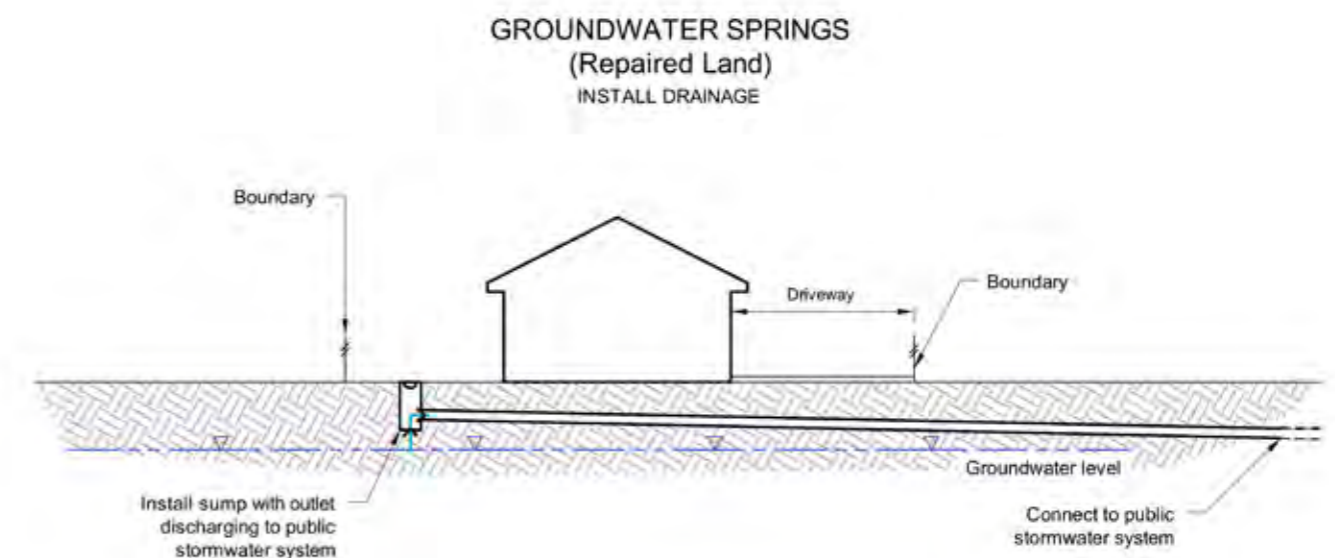 GROUNDWATER SPRINGS
(Repaired Land)
INSTALL DRAINAGE
Boundary
Driveway
Boundary
Groundwater level
Install sump with outlet
discharging to public
stormwater system
Connect to public
stormwater system